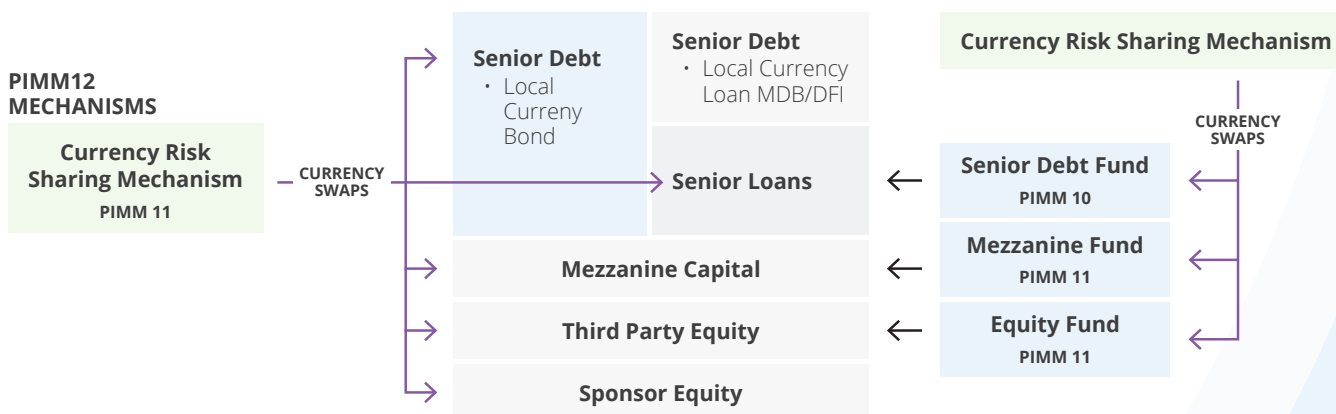 PIMM12
MECHANISMS
Currency Risk
Sharing Mechanism
PIMM 11
CURRENCY
SWAPS
Senior Debt
• Local
Curreny
Bond
Senior Debt
• Local Currency
Loan MDB/DFI
Senior Loans
Mezzanine Capital
Third Party Equity
Sponsor Equity
Currency Risk Sharing Mechanism
CURRENCY
SWAPS
Senior Debt Fund
PIMM 10
Mezzanine Fund
PIMM 11
Equity Fund
PIMM 11